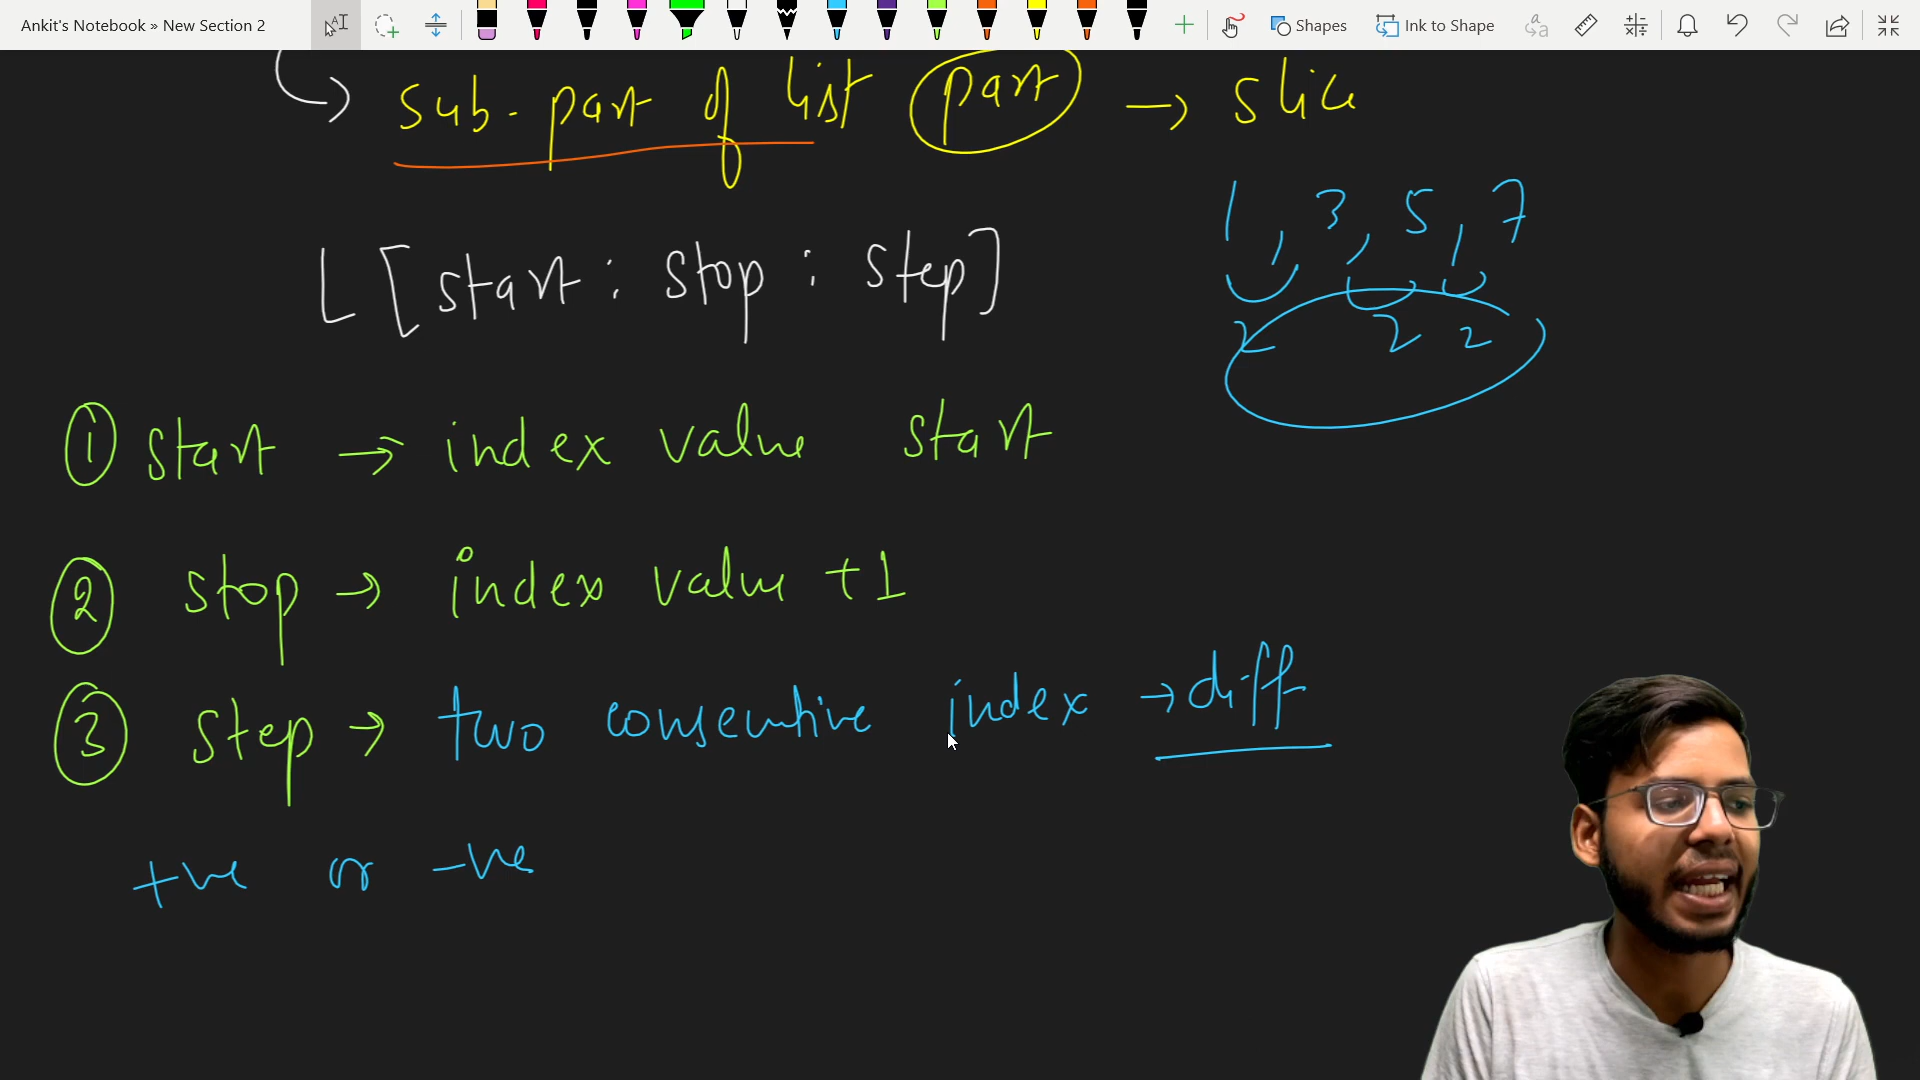 Ankit's Notebook » New Section 2
Shapes
Ink to Shape
sub-part of list part → slice
L[start : stop : step]
1, 3, 5, 7
2 2 2
① start → index value start
② stop → index value +1
③ step → two consecutive index → diff
+ve or -ve